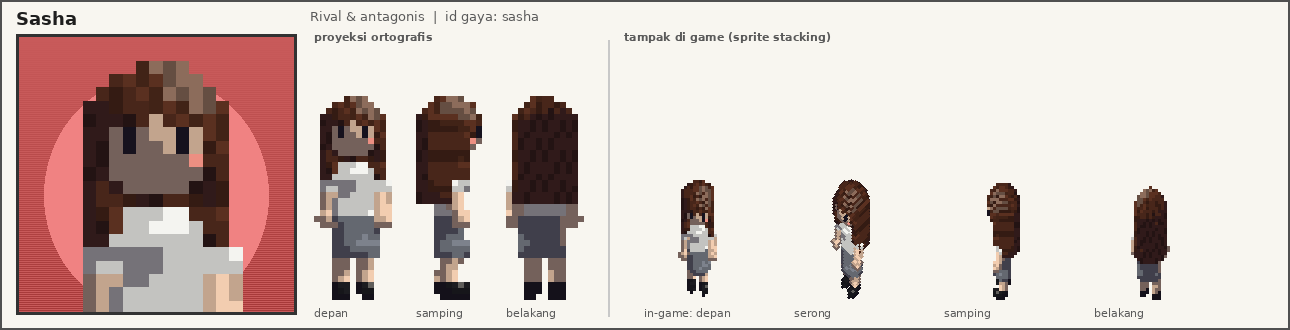 Sasha
Rival & antagonis | id gaya: sasha
proyeksi ortografis
tampak di game (sprite stacking)
depan
samping
belakang
in-game: depan
serong
samping
belakang